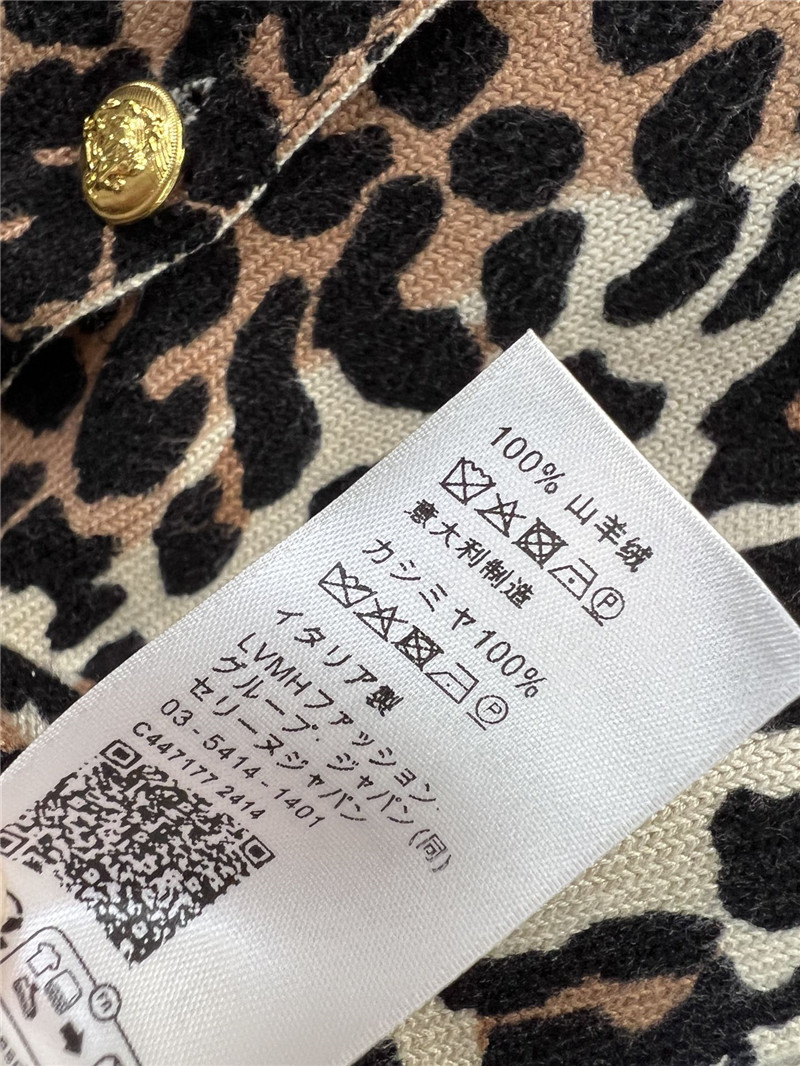 100% 山羊绒
P
意大利制造
カシミヤ100%
P
イタリア製
LVMHファッション.
グループ・ジャパン(同)
セリーヌジャパン
03-5414-1401
C447177 2414
FR